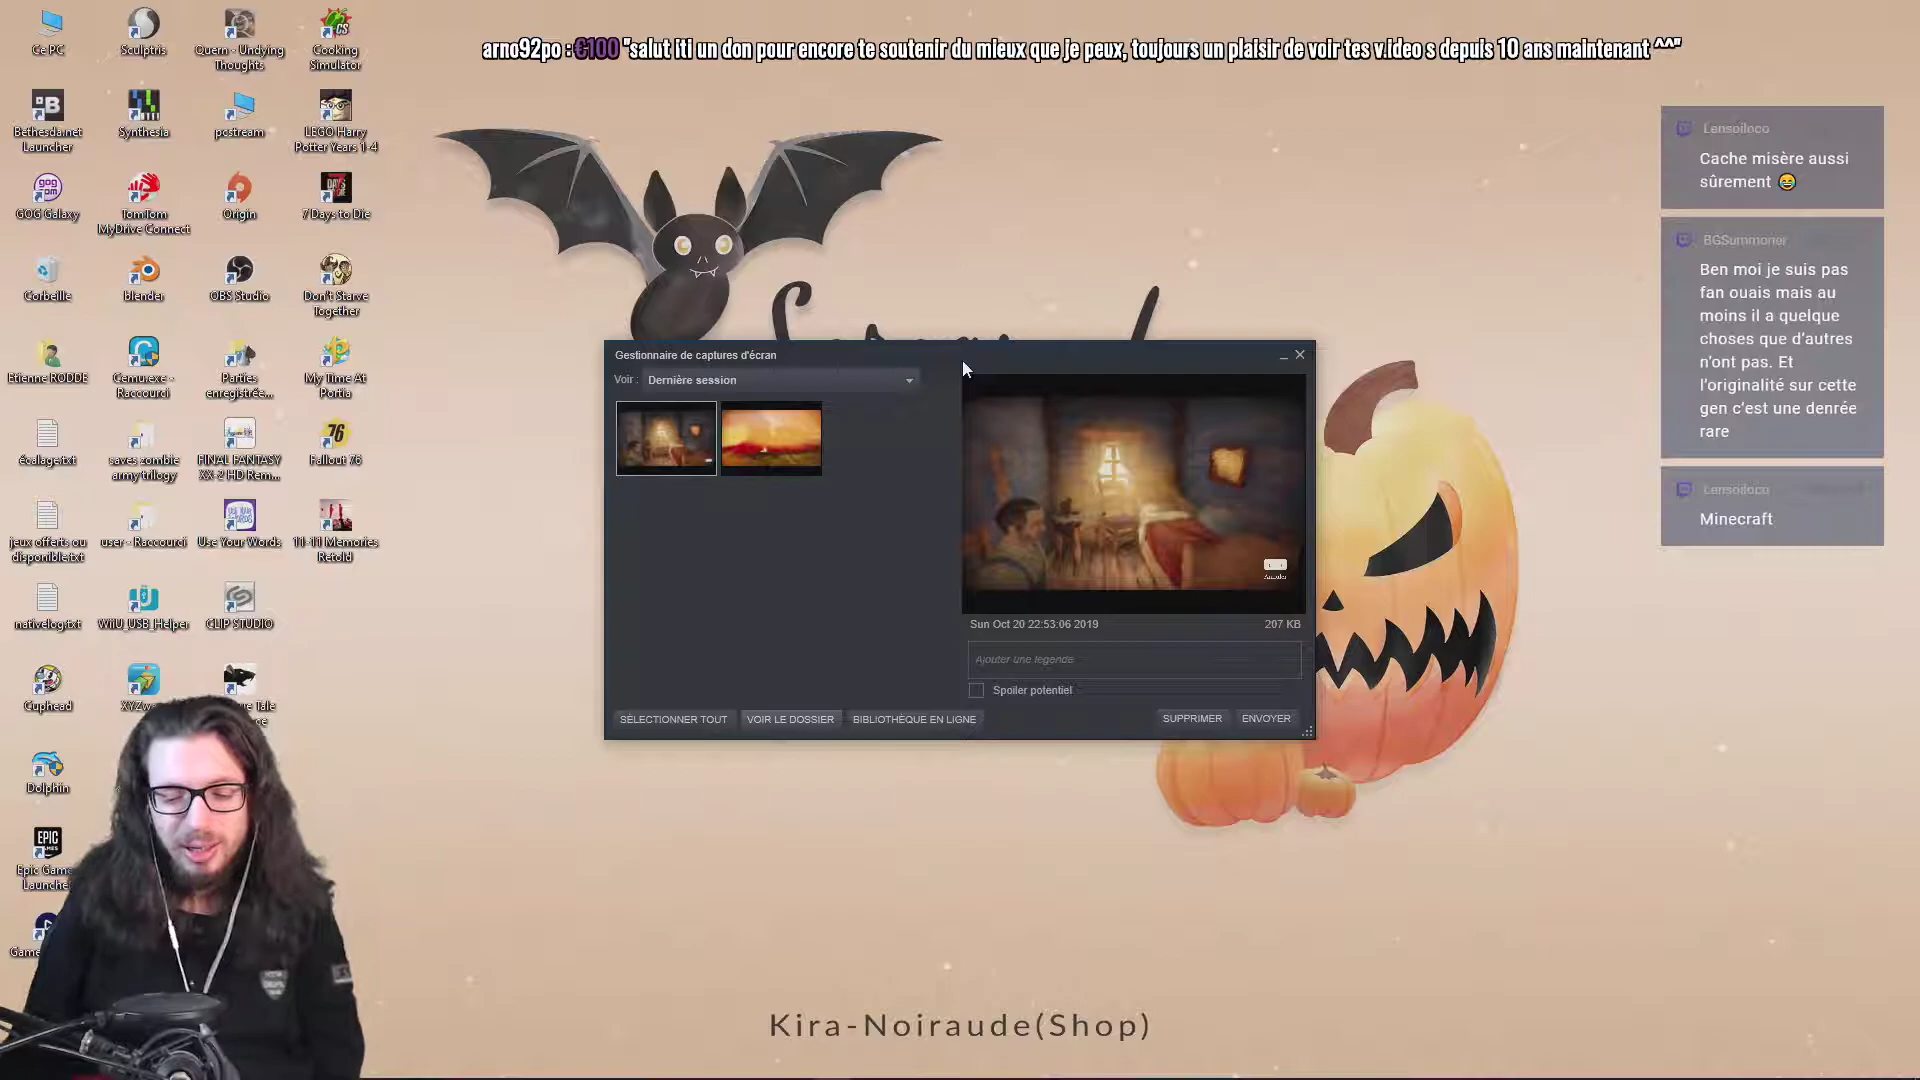 arno92po : €100 "salut iti un don pour encore te soutenir du mieux que je peux, toujours un plaisir de voir tes v.ideo s depuis 10 ans maintenant ^^"
Ce PC
Sculptris
Quern - Undying
Thoughts
Cooking
Simulator
Bethesda.net
Launcher
Synthesia
pcstream
LEGO Harry
Potter Years 1-4
GOG Galaxy
TomTom
MyDrive Connect
Origin
7 Days to Die
Corbeille
blender
OBS Studio
Don't Starve
Together
Etienne RODDE
Cemu.exe -
Raccourci
Parties
enregistrée...
My Time At
Portia
écalage.txt
saves zombie
army trilogy
FINAL FANTASY
X X-2 HD Rem...
Fallout 76
jeux offerts ou
disponible.txt
user - Raccourci
Use Your Words
11-11 Memories
Retold
nativelog.txt
WiiU_USB_Helper
CLIP STUDIO
Cuphead
Dolphin
Launcher
Gestionnaire de captures d'écran
Voir :
Dernière session
Annuler
Sun Oct 20 22:53:06 2019
207 KB
Ajouter une légende
Spoiler potentiel
SÉLECTIONNER TOUT
VOIR LE DOSSIER
BIBLIOTHÈQUE EN LIGNE
SUPPRIMER
ENVOYER
Lensoiloco
Cache misère aussi
sûrement 😂
BGSummoner
Ben moi je suis pas
fan ouais mais au
moins il a quelque
choses que d'autres
n'ont pas. Et
l'originalité sur cette
gen c'est une denrée
rare
Lensoiloco
Minecraft
Kira-Noiraude(Shop)